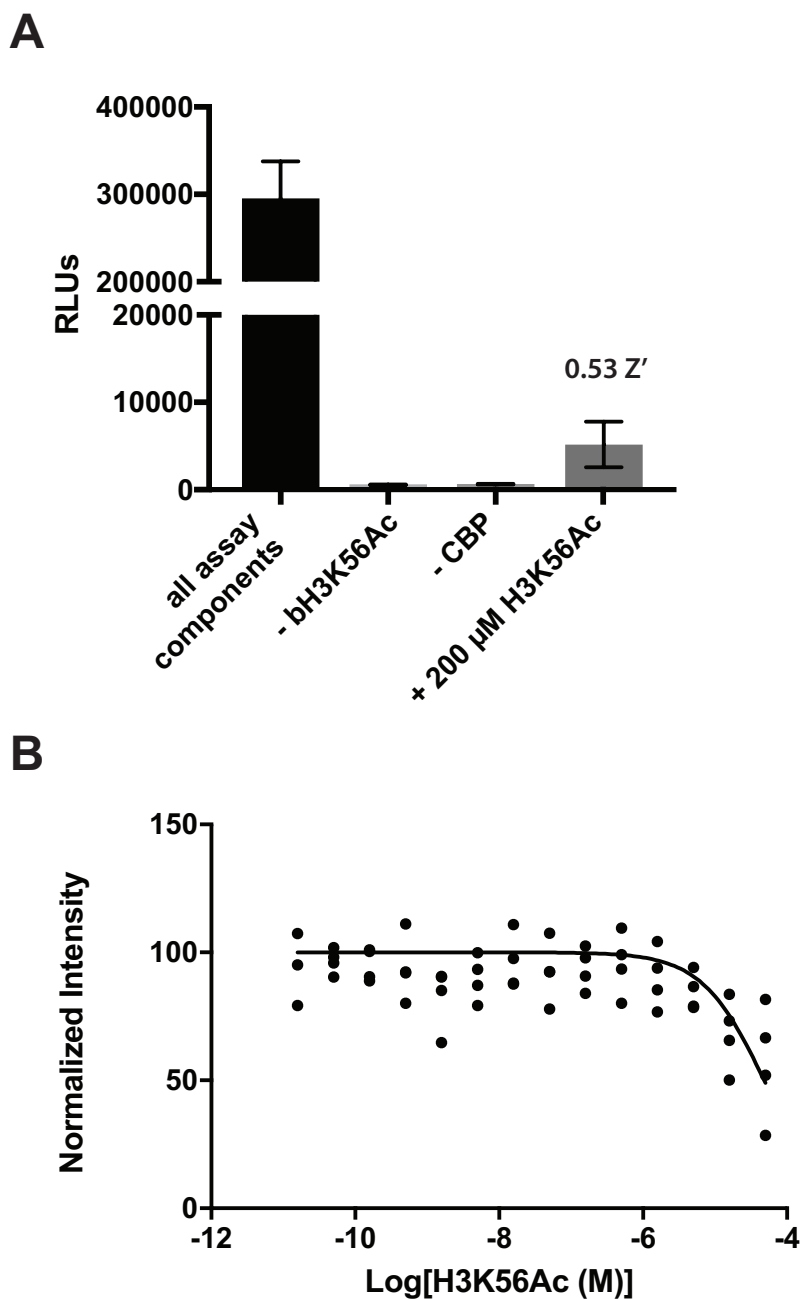 A
400000
300000
200000
20000
10000
0
RLUs
0.53 Z’
all assay
components
- bH3K56Ac
- CBP
+ 200 µM H3K56Ac
B
150
100
50
0
Normalized Intensity
-12
-10
-8
-6
-4
Log[H3K56Ac (M)]